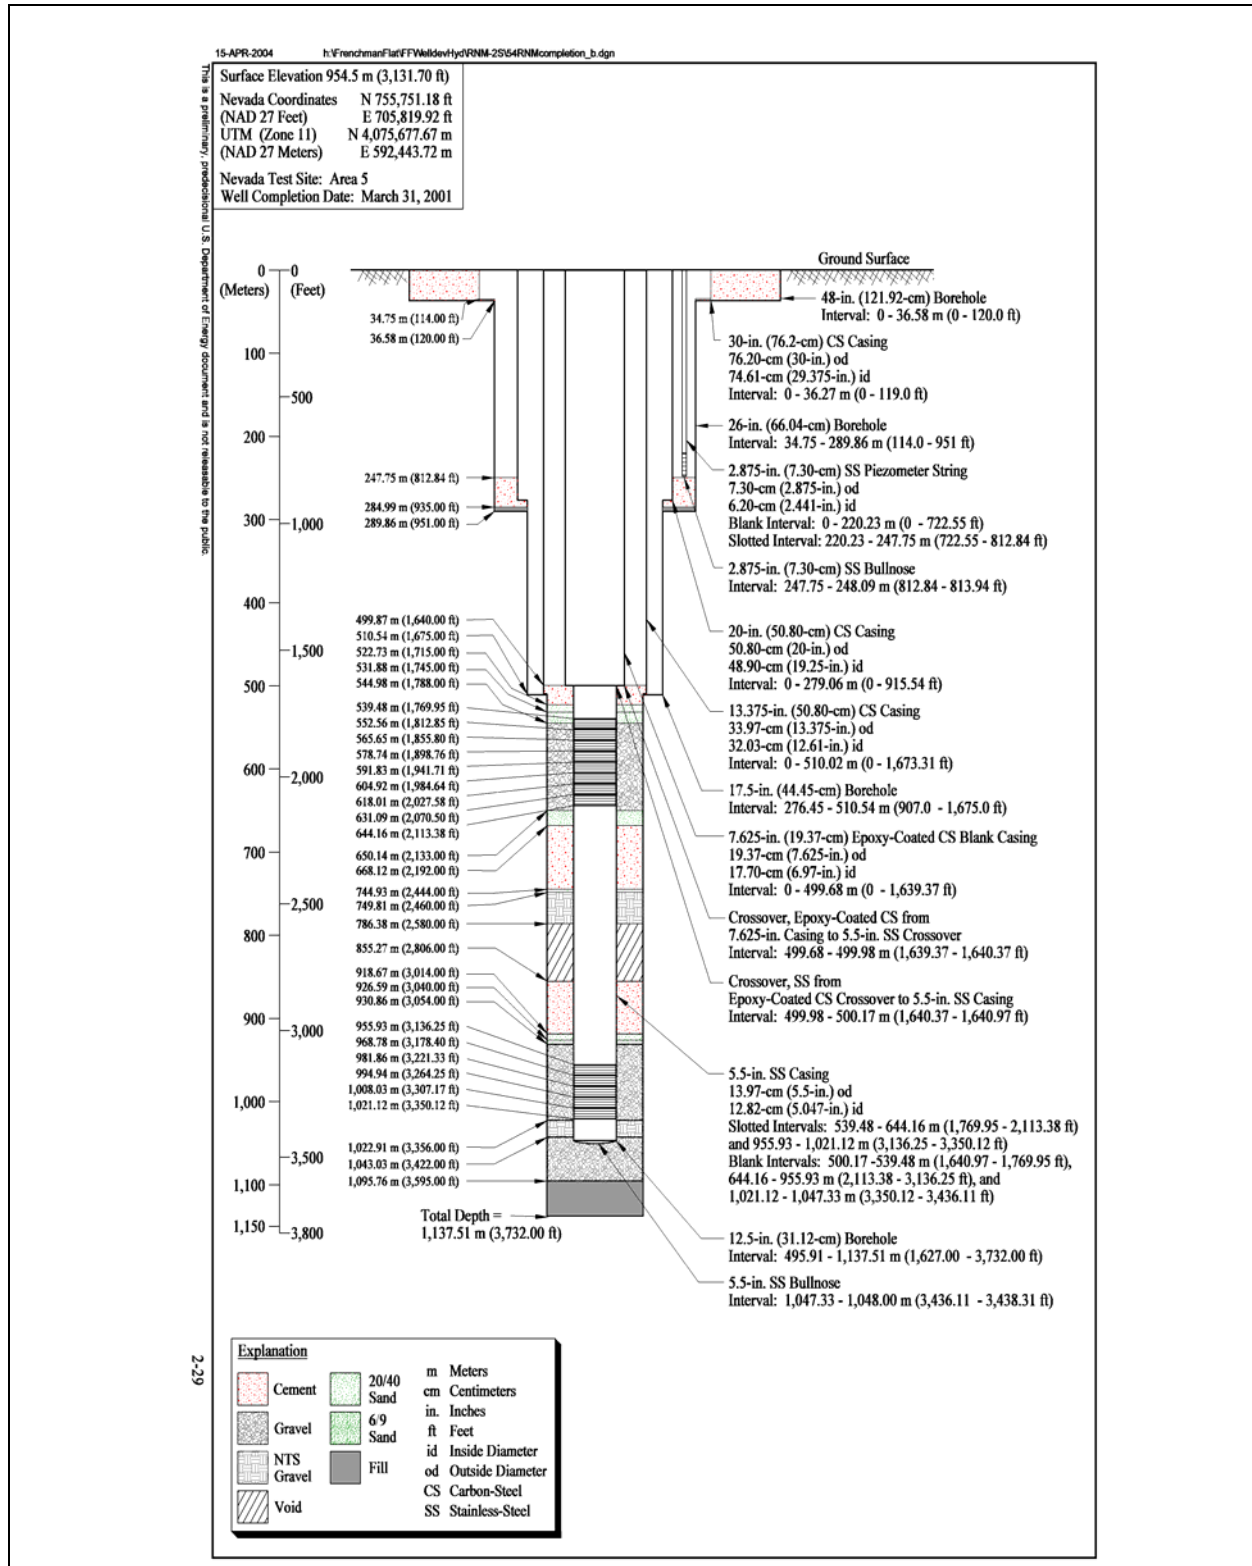 15-APR-2004 h:\FrenchmanFlat\FFWelldevHyd\RNM-2S\54RNMcompletion_b.dgn
This is a preliminary, predecisional U.S. Department of Energy document and is not releasable to the public.
Surface Elevation 954.5 m (3,131.70 ft)
Nevada Coordinates N 755,751.18 ft
(NAD 27 Feet) E 705,819.92 ft
UTM (Zone 11) N 4,075,677.67 m
(NAD 27 Meters) E 592,443.72 m
Nevada Test Site: Area 5
Well Completion Date: March 31, 2001
Ground Surface
0 0
(Meters) (Feet)
100
500
200
300
1,000
400
1,500
500
600
2,000
700
2,500
800
900
3,000
1,000
3,500
1,100
1,150
3,800
34.75 m (114.00 ft)
36.58 m (120.00 ft)
247.75 m (812.84 ft)
284.99 m (935.00 ft)
289.86 m (951.00 ft)
499.87 m (1,640.00 ft)
510.54 m (1,675.00 ft)
522.73 m (1,715.00 ft)
531.88 m (1,745.00 ft)
544.98 m (1,788.00 ft)
539.48 m (1,769.95 ft)
552.56 m (1,812.85 ft)
565.65 m (1,855.80 ft)
578.74 m (1,898.76 ft)
591.83 m (1,941.71 ft)
604.92 m (1,984.64 ft)
618.01 m (2,027.58 ft)
631.09 m (2,070.50 ft)
644.16 m (2,113.38 ft)
650.14 m (2,133.00 ft)
668.12 m (2,192.00 ft)
744.93 m (2,444.00 ft)
749.81 m (2,460.00 ft)
786.38 m (2,580.00 ft)
855.27 m (2,806.00 ft)
918.67 m (3,014.00 ft)
926.59 m (3,040.00 ft)
930.86 m (3,054.00 ft)
955.93 m (3,136.25 ft)
968.78 m (3,178.40 ft)
981.86 m (3,221.33 ft)
994.94 m (3,264.25 ft)
1,008.03 m (3,307.17 ft)
1,021.12 m (3,350.12 ft)
1,022.91 m (3,356.00 ft)
1,043.03 m (3,422.00 ft)
1,095.76 m (3,595.00 ft)
Total Depth =
1,137.51 m (3,732.00 ft)
48-in. (121.92-cm) Borehole
Interval: 0 - 36.58 m (0 - 120.0 ft)
30-in. (76.2-cm) CS Casing
76.20-cm (30-in.) od
74.61-cm (29.375-in.) id
Interval: 0 - 36.27 m (0 - 119.0 ft)
26-in. (66.04-cm) Borehole
Interval: 34.75 - 289.86 m (114.0 - 951 ft)
2.875-in. (7.30-cm) SS Piezometer String
7.30-cm (2.875-in.) od
6.20-cm (2.441-in.) id
Blank Interval: 0 - 220.23 m (0 - 722.55 ft)
Slotted Interval: 220.23 - 247.75 m (722.55 - 812.84 ft)
2.875-in. (7.30-cm) SS Bullnose
Interval: 247.75 - 248.09 m (812.84 - 813.94 ft)
20-in. (50.80-cm) CS Casing
50.80-cm (20-in.) od
48.90-cm (19.25-in.) id
Interval: 0 - 279.06 m (0 - 915.54 ft)
13.375-in. (50.80-cm) CS Casing
33.97-cm (13.375-in.) od
32.03-cm (12.61-in.) id
Interval: 0 - 510.02 m (0 - 1,673.31 ft)
17.5-in. (44.45-cm) Borehole
Interval: 276.45 - 510.54 m (907.0 - 1,675.0 ft)
7.625-in. (19.37-cm) Epoxy-Coated CS Blank Casing
19.37-cm (7.625-in.) od
17.70-cm (6.97-in.) id
Interval: 0 - 499.68 m (0 - 1,639.37 ft)
Crossover, Epoxy-Coated CS from
7.625-in. Casing to 5.5-in. SS Crossover
Interval: 499.68 - 499.98 m (1,639.37 - 1,640.37 ft)
Crossover, SS from
Epoxy-Coated CS Crossover to 5.5-in. SS Casing
Interval: 499.98 - 500.17 m (1,640.37 - 1,640.97 ft)
5.5-in. SS Casing
13.97-cm (5.5-in.) od
12.82-cm (5.047-in.) id
Slotted Intervals: 539.48 - 644.16 m (1,769.95 - 2,113.38 ft)
and 955.93 - 1,021.12 m (3,136.25 - 3,350.12 ft)
Blank Intervals: 500.17 -539.48 m (1,640.97 - 1,769.95 ft),
644.16 - 955.93 m (2,113.38 - 3,136.25 ft), and
1,021.12 - 1,047.33 m (3,350.12 - 3,436.11 ft)
12.5-in. (31.12-cm) Borehole
Interval: 495.91 - 1,137.51 m (1,627.00 - 3,732.00 ft)
5.5-in. SS Bullnose
Interval: 1,047.33 - 1,048.00 m (3,436.11 - 3,438.31 ft)
Explanation
Cement
Gravel
NTS
Gravel
Void
20/40
Sand
6/9
Sand
Fill
m Meters
cm Centimeters
in. Inches
ft Feet
id Inside Diameter
od Outside Diameter
CS Carbon-Steel
SS Stainless-Steel
2-29